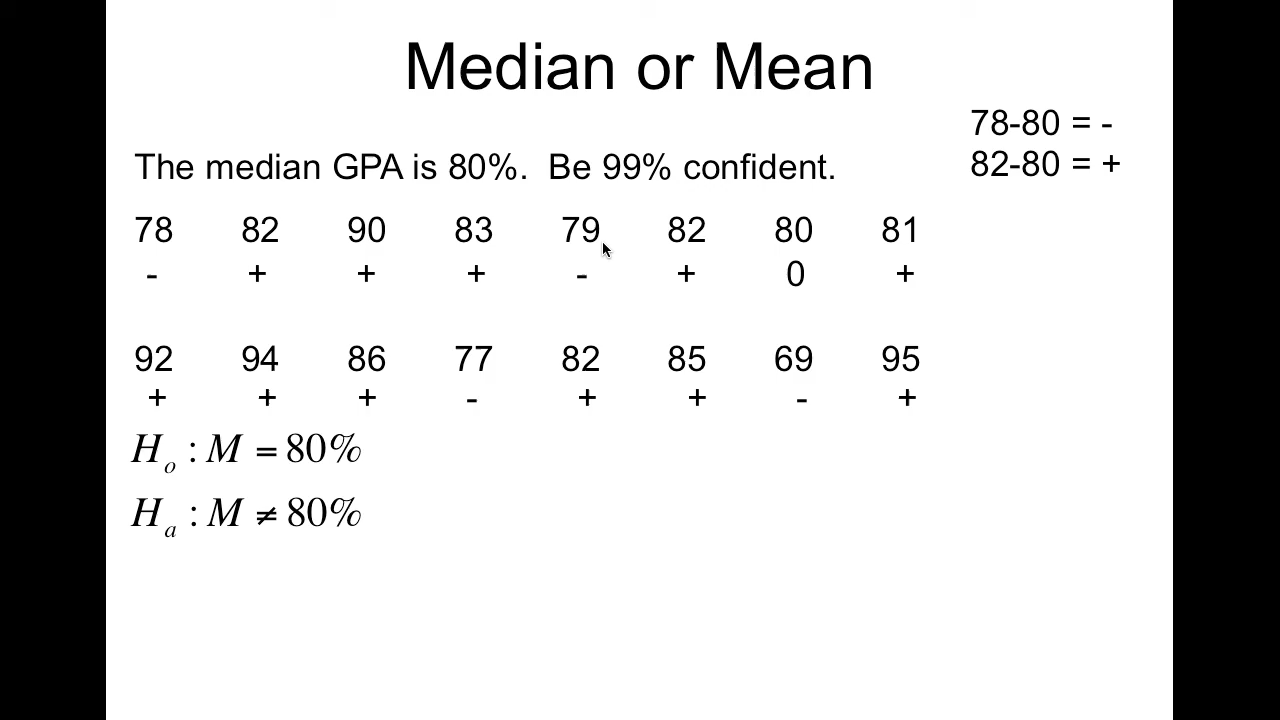 Median or Mean
78-80 = -
82-80 = +
The median GPA is 80%. Be 99% confident.
78 82 90 83 79 82 80 81
- + + + - + 0 +
92 94 86 77 82 85 69 95
+ + + - + + - +
Hₒ : M = 80%
Hₐ : M ≠ 80%